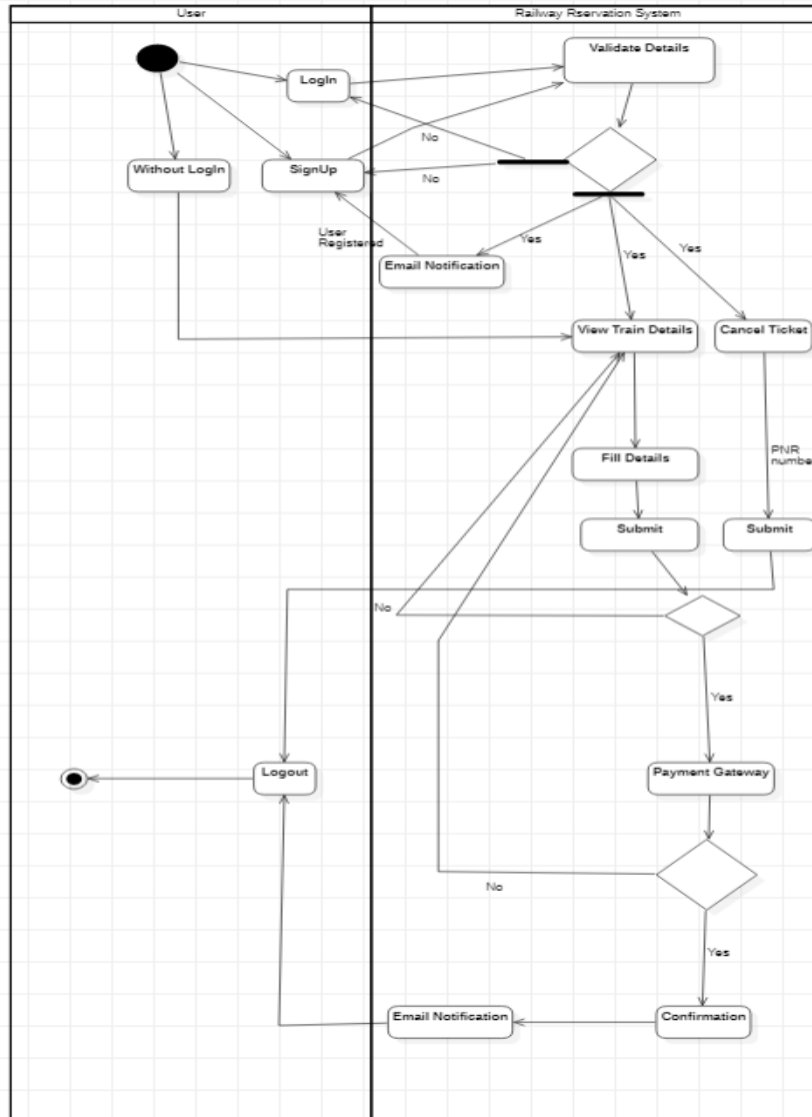 User
Railway Rservation System
Validate Details
LogIn
No
Without LogIn
SignUp
No
User
Registered
Yes
Yes
Yes
Email Notification
View Train Details
Cancel Ticket
Fill Details
PNR
numbe
Submit
Submit
No
Yes
Logout
Payment Gateway
No
Yes
Email Notification
Confirmation